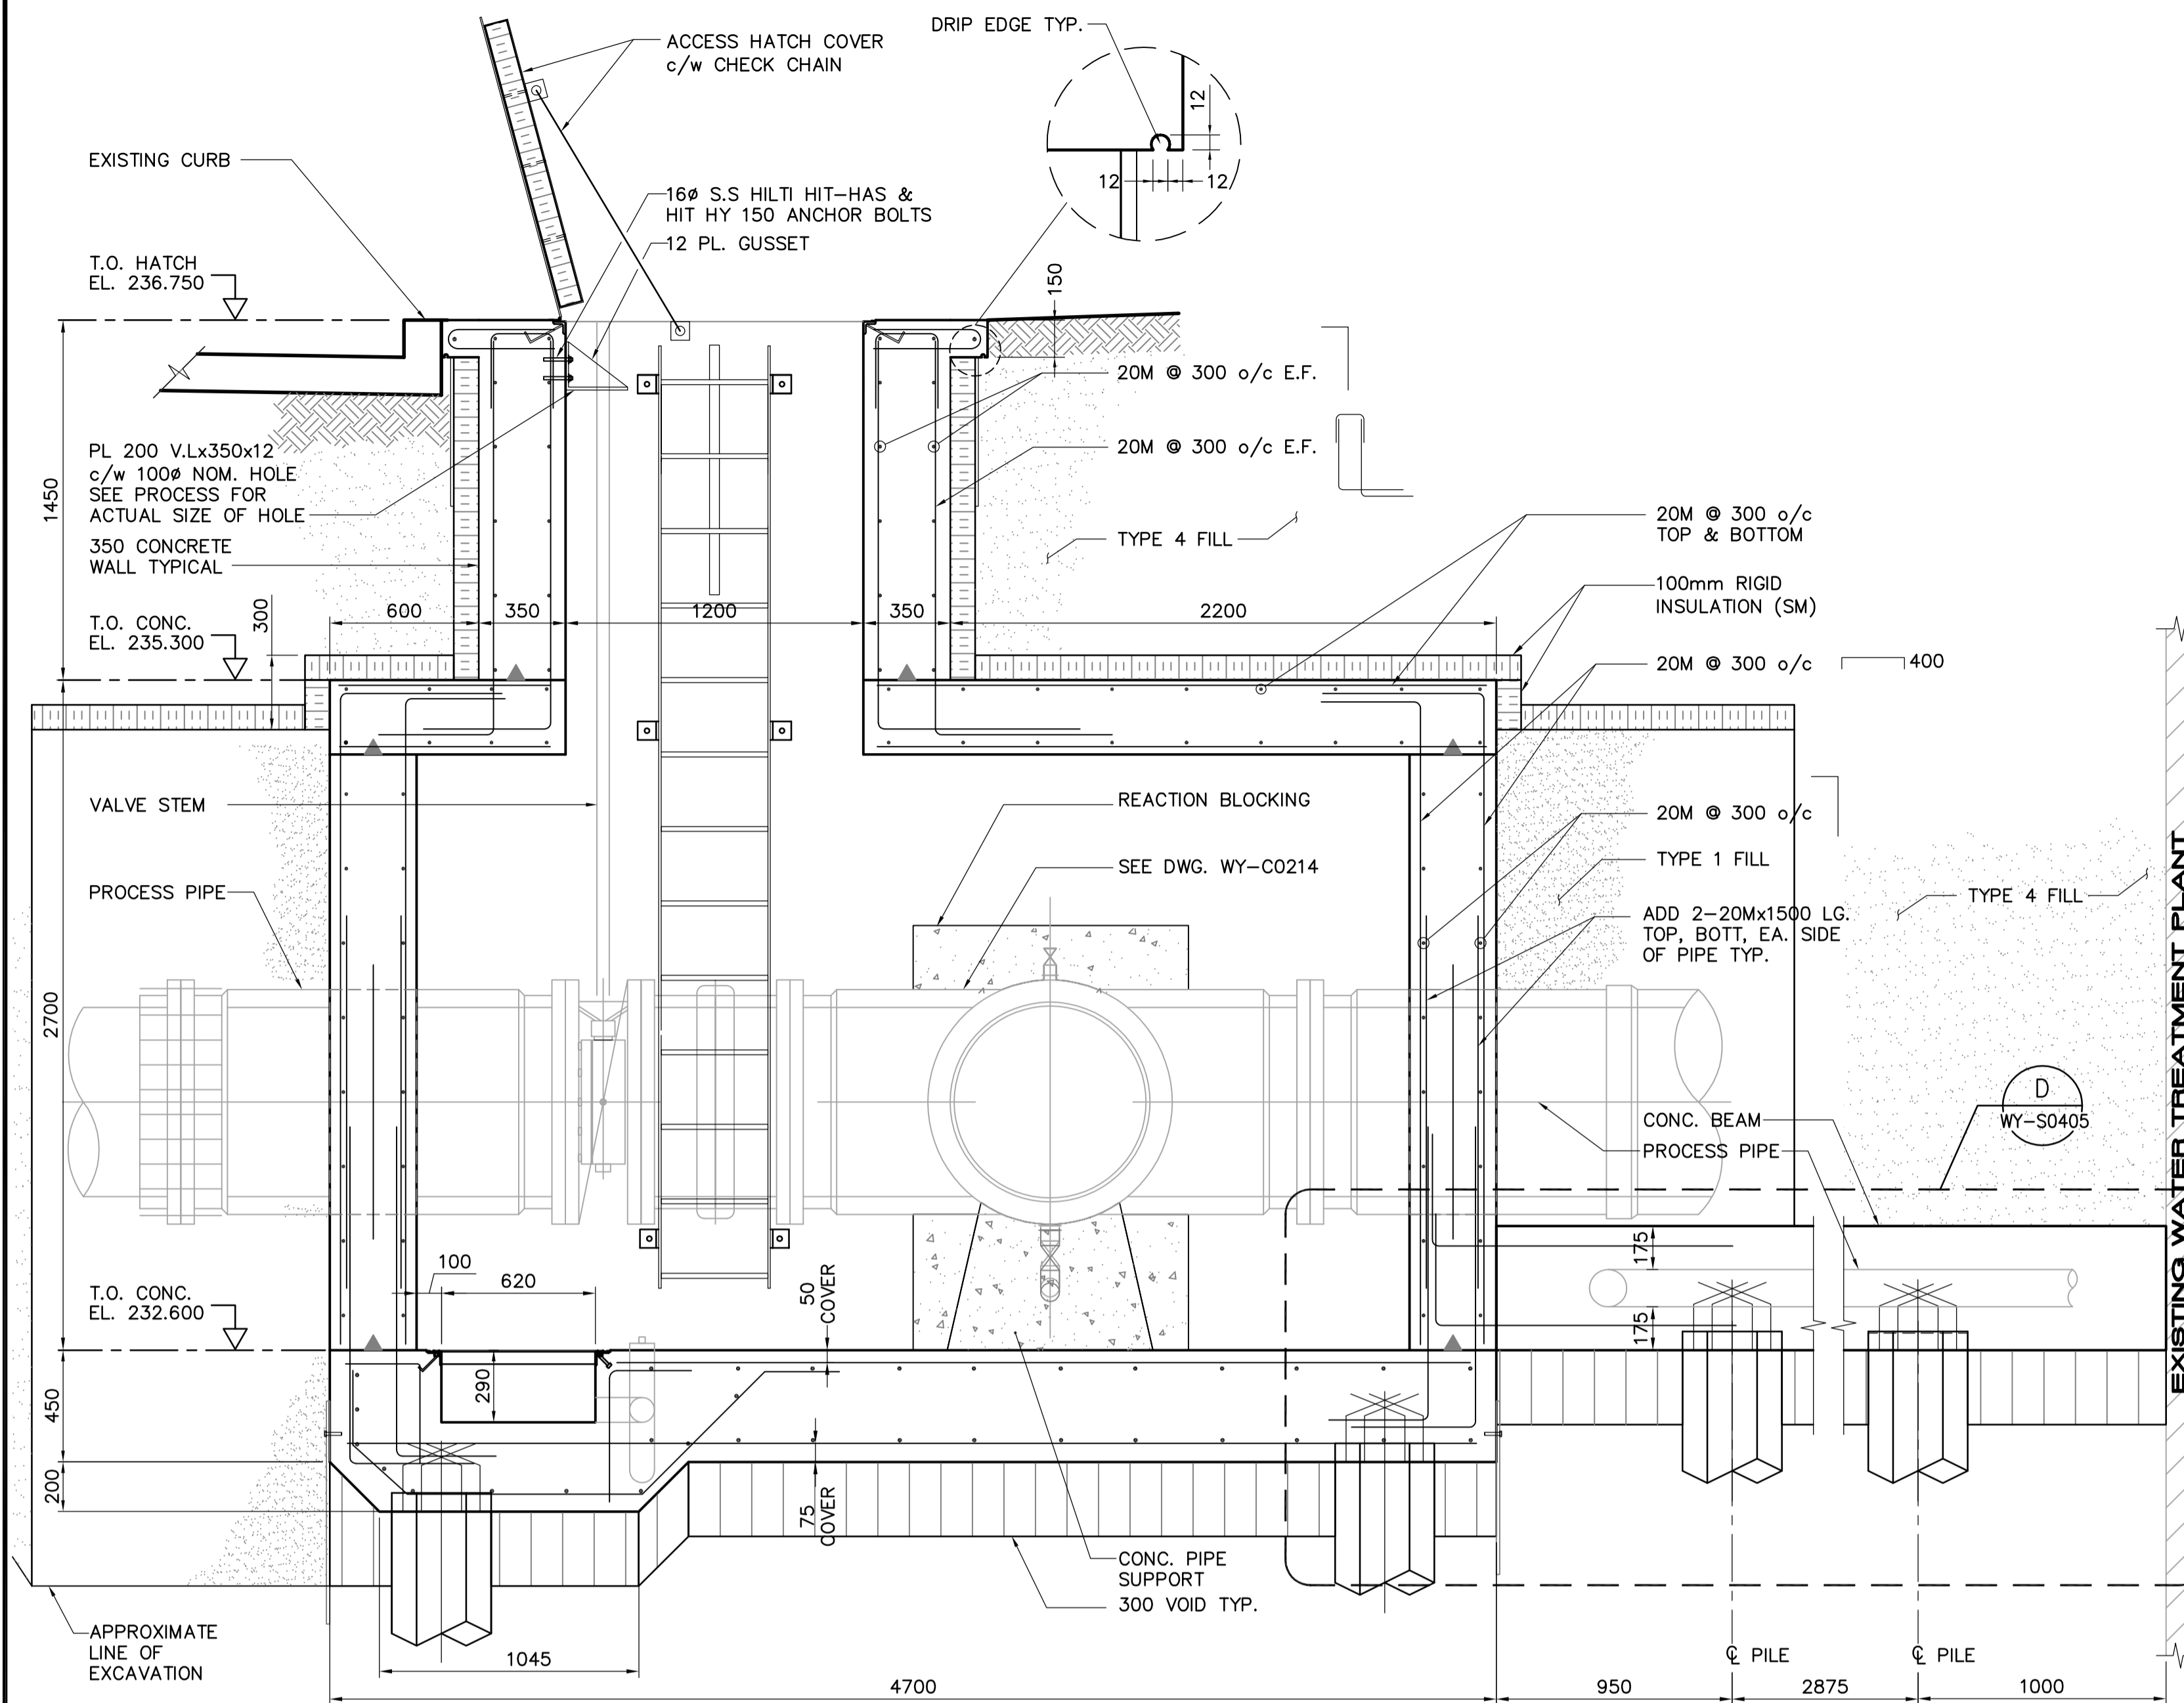 DRIP EDGE TYP.
ACCESS HATCH COVER
c/w CHECK CHAIN
12
12
12
EXISTING CURB
16ø S.S HILTI HIT-HAS &
HIT HY 150 ANCHOR BOLTS
12 PL. GUSSET
T.O. HATCH
EL. 236.750
150
20M @ 300 o/c E.F.
20M @ 300 o/c E.F.
PL 200 V.Lx350x12
c/w 100ø NOM. HOLE
SEE PROCESS FOR
ACTUAL SIZE OF HOLE
1450
350 CONCRETE
WALL TYPICAL
TYPE 4 FILL
20M @ 300 o/c
TOP & BOTTOM
100mm RIGID
INSULATION (SM)
T.O. CONC.
EL. 235.300
300
600
350
1200
350
2200
20M @ 300 o/c
400
VALVE STEM
REACTION BLOCKING
20M @ 300 o/c
SEE DWG. WY-C0214
TYPE 1 FILL
PROCESS PIPE
TYPE 4 FILL
ADD 2-20Mx1500 LG.
TOP, BOTT, EA. SIDE
OF PIPE TYP.
2700
EXISTING WATER TREATMENT PLANT
D
WY-S0405
CONC. BEAM
PROCESS PIPE
175
175
100
620
50
COVER
T.O. CONC.
EL. 232.600
290
450
200
75
COVER
CONC. PIPE
SUPPORT
300 VOID TYP.
APPROXIMATE
LINE OF
EXCAVATION
1045
℄ PILE
℄ PILE
4700
950
2875
1000